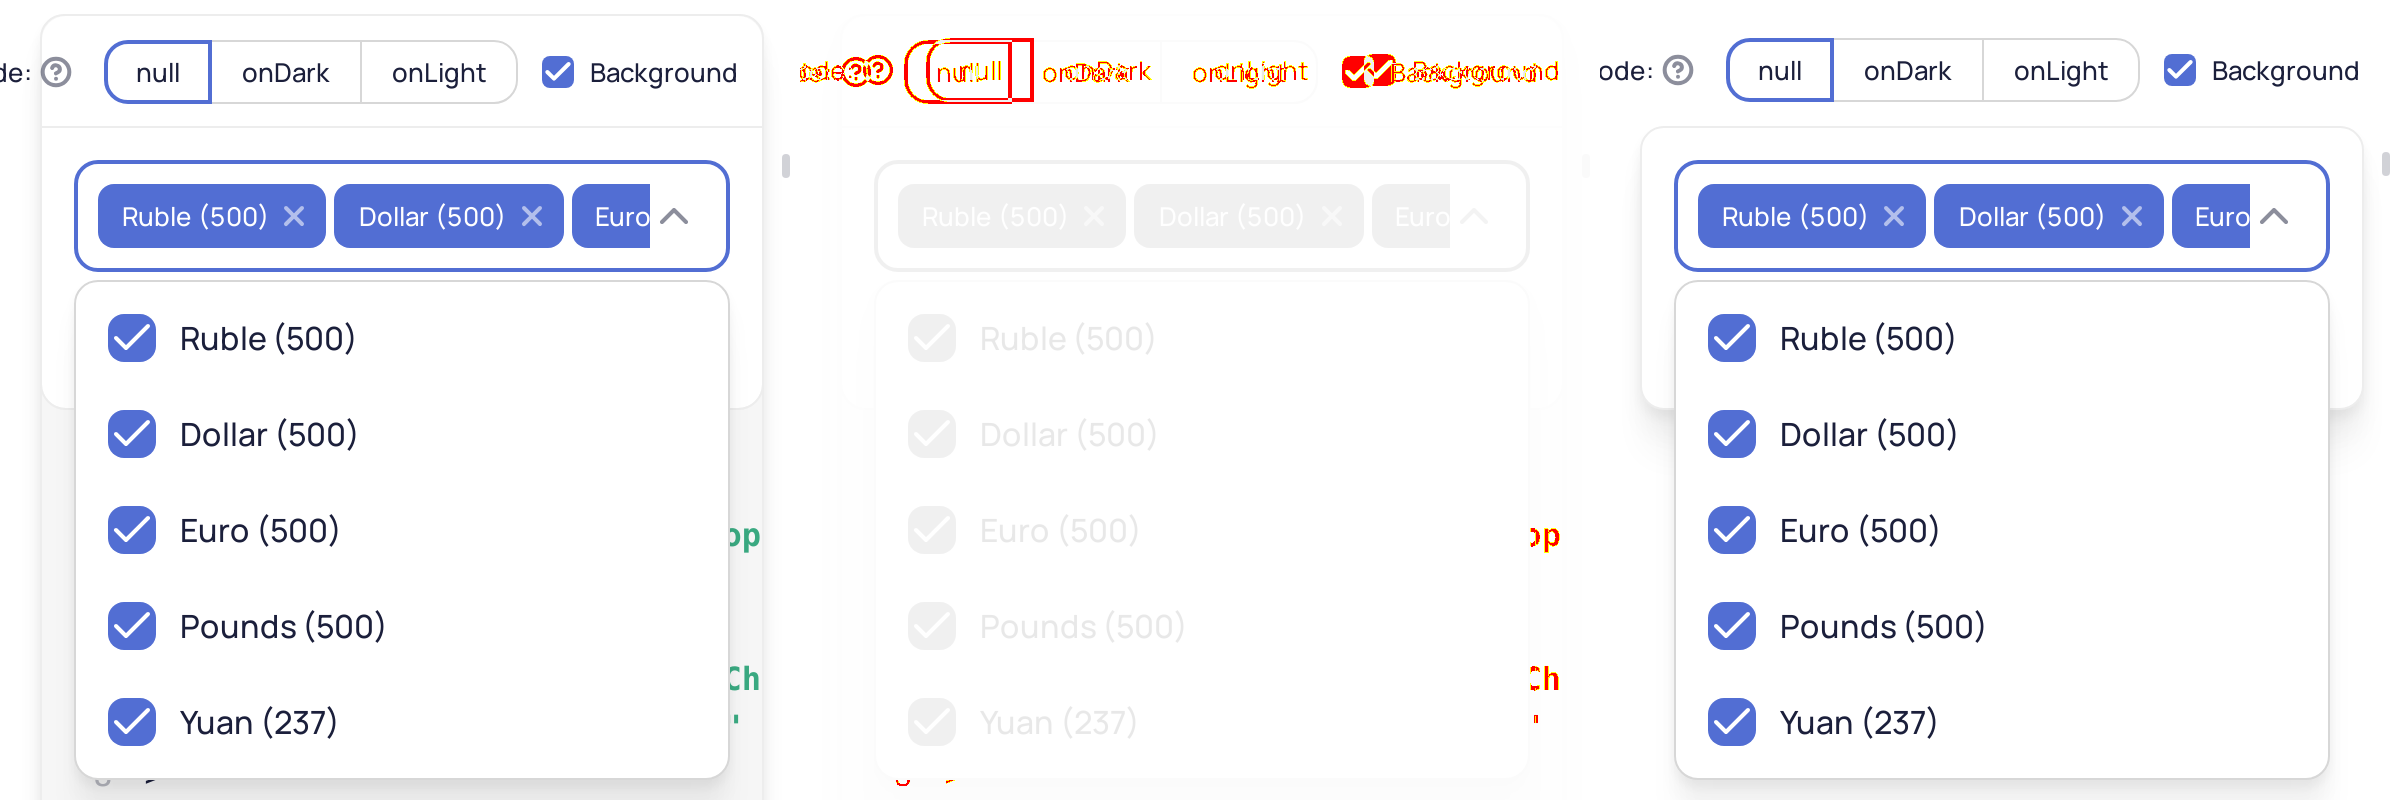 de: null onDark onLight Background
Ruble (500) Dollar (500) Euro
Ruble (500)
Dollar (500)
Euro (500)
op
Pounds (500)
Ch
'
Yuan (237)
null onDark onLight Background
Ruble (500) Dollar (500) Euro
Ruble (500)
Dollar (500)
Euro (500)
op
Pounds (500)
Ch
Yuan (237)
ode: null onDark onLight Background
Ruble (500) Dollar (500) Euro
Ruble (500)
Dollar (500)
Euro (500)
Pounds (500)
Yuan (237)